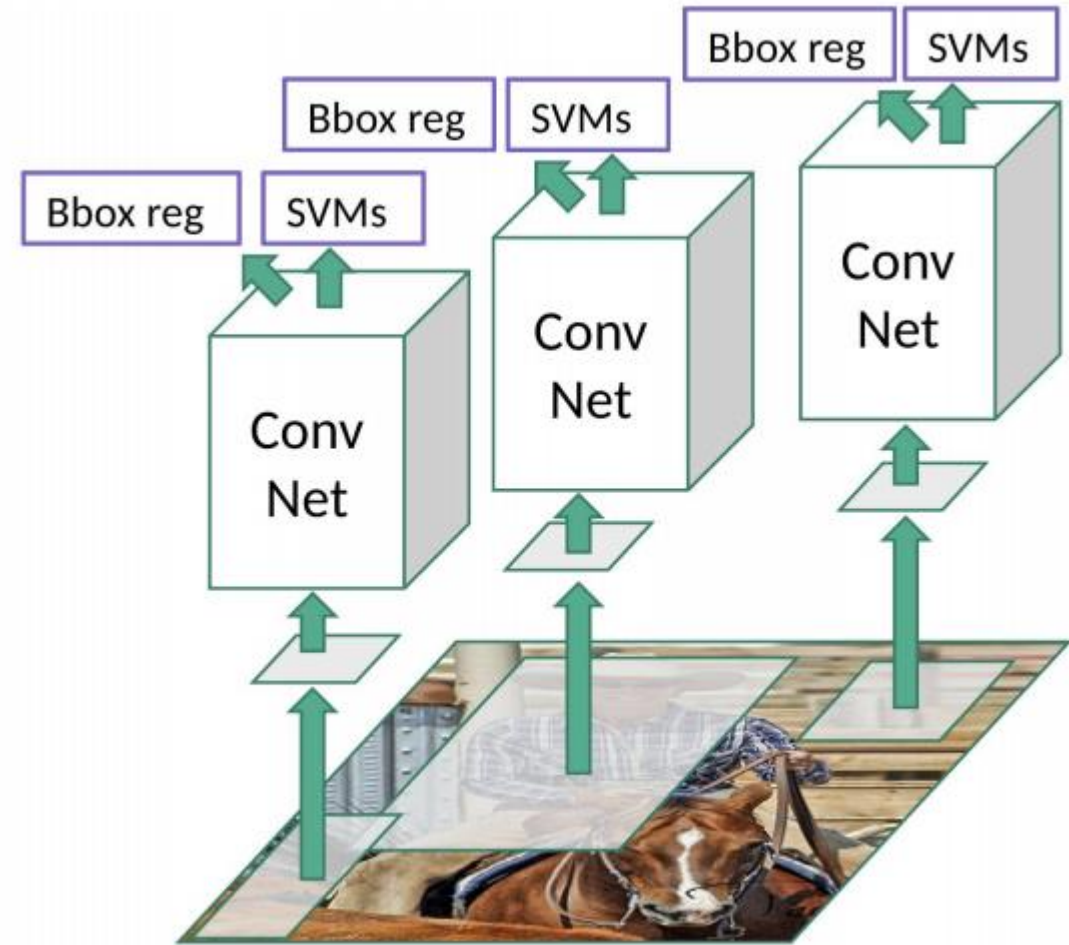 Bbox reg SVMs
Bbox reg SVMs
Bbox reg SVMs
Conv
Net
Conv
Net
Conv
Net